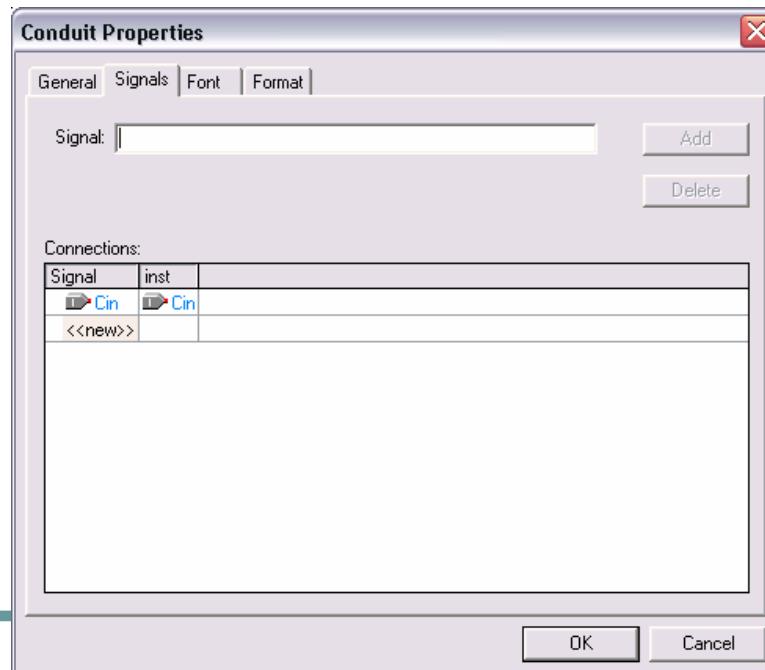 Conduit Properties
General Signals Font Format
Signal: Add
Delete
Connections:
Signal inst
Cin Cin
<<new>>
OK Cancel